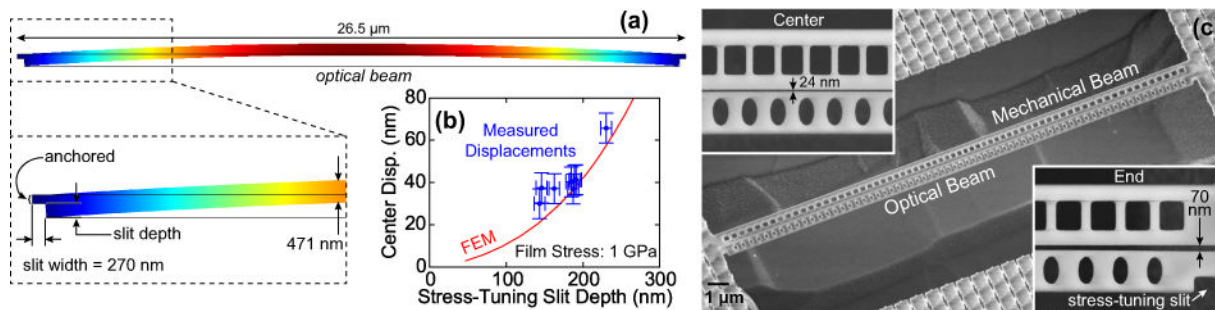 (a)
26.5 µm
optical beam
anchored
slit depth
slit width = 270 nm
471 nm
(b)
Center Disp. (nm)
80
60
40
20
0
Measured
Displacements
FEM
Film Stress: 1 GPa
0
100
200
300
Stress-Tuning Slit Depth (nm)
(c)
Center
24 nm
Mechanical Beam
Optical Beam
1 µm
End
70
nm
stress-tuning slit